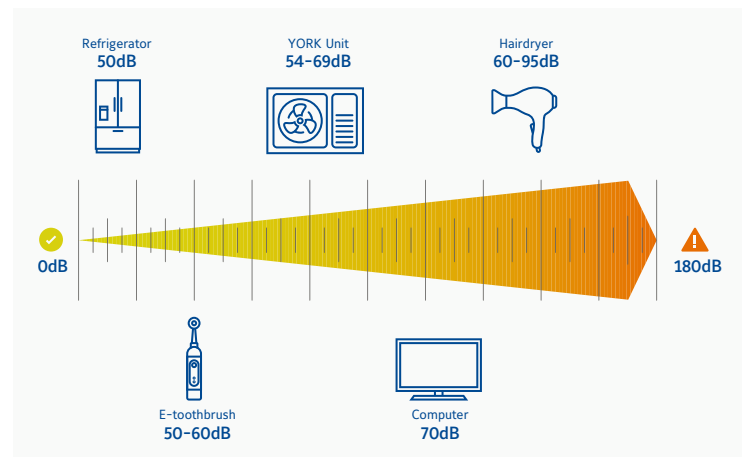 Refrigerator
50dB
YORK Unit
54-69dB
Hairdryer
60-95dB
0dB
180dB
E-toothbrush
50-60dB
Computer
70dB